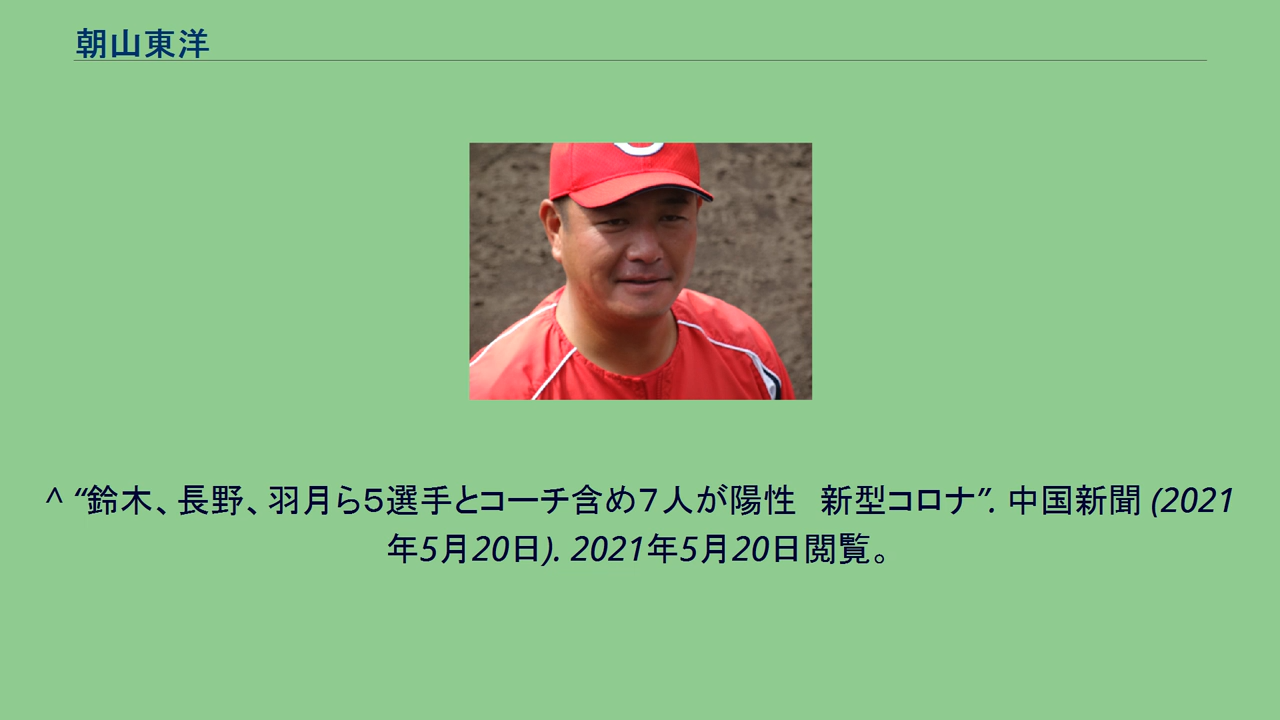 朝山東洋
^ “鈴木、長野、羽月ら５選手とコーチ含め７人が陽性　新型コロナ”. 中国新聞 (2021
年5月20日). 2021年5月20日閲覧。